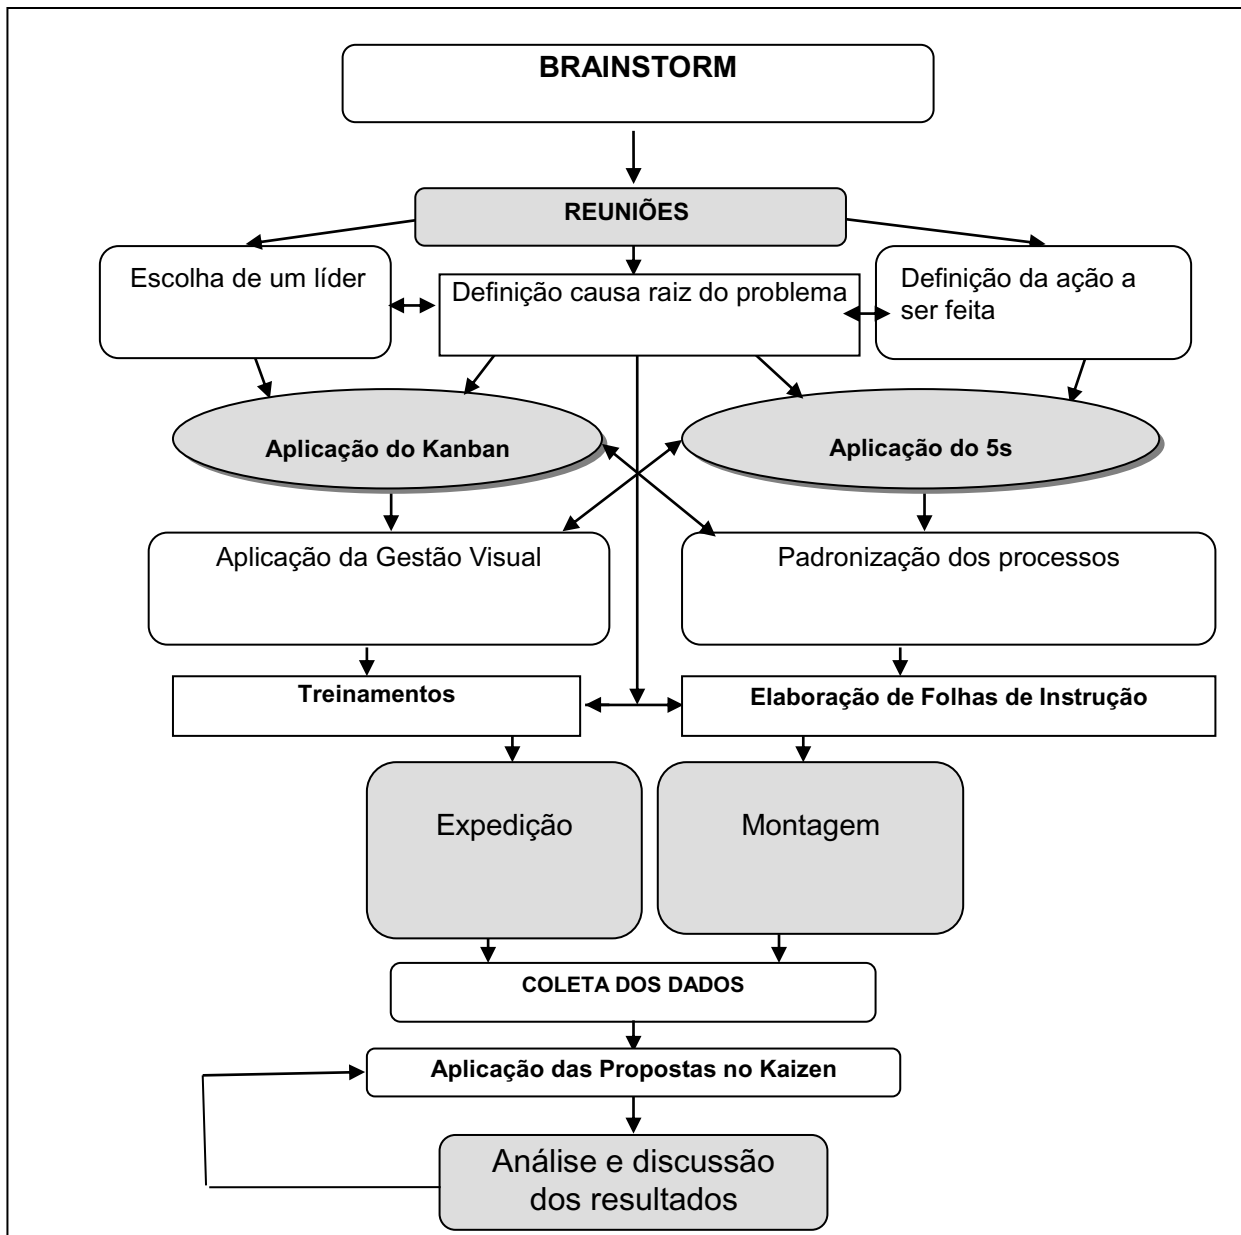 BRAINSTORM
REUNIÕES
Escolha de um líder
Definição causa raiz do problema
Definição da ação a
ser feita
Aplicação do Kanban
Aplicação do 5s
Aplicação da Gestão Visual
Padronização dos processos
Treinamentos
Elaboração de Folhas de Instrução
Expedição
Montagem
COLETA DOS DADOS
Aplicação das Propostas no Kaizen
Análise e discussão
dos resultados